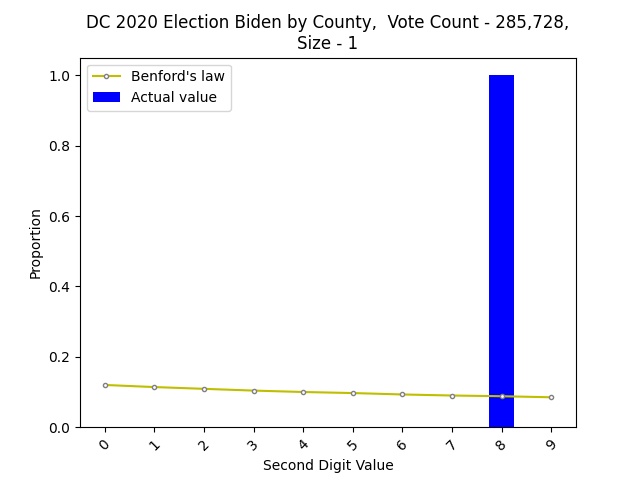 DC 2020 Election Biden by County,  Vote Count - 285,728,
Size - 1
Benford's law
Actual value
1.0
0.8
0.6
0.4
0.2
0.0
Proportion
0 1 2 3 4 5 6 7 8 9
Second Digit Value